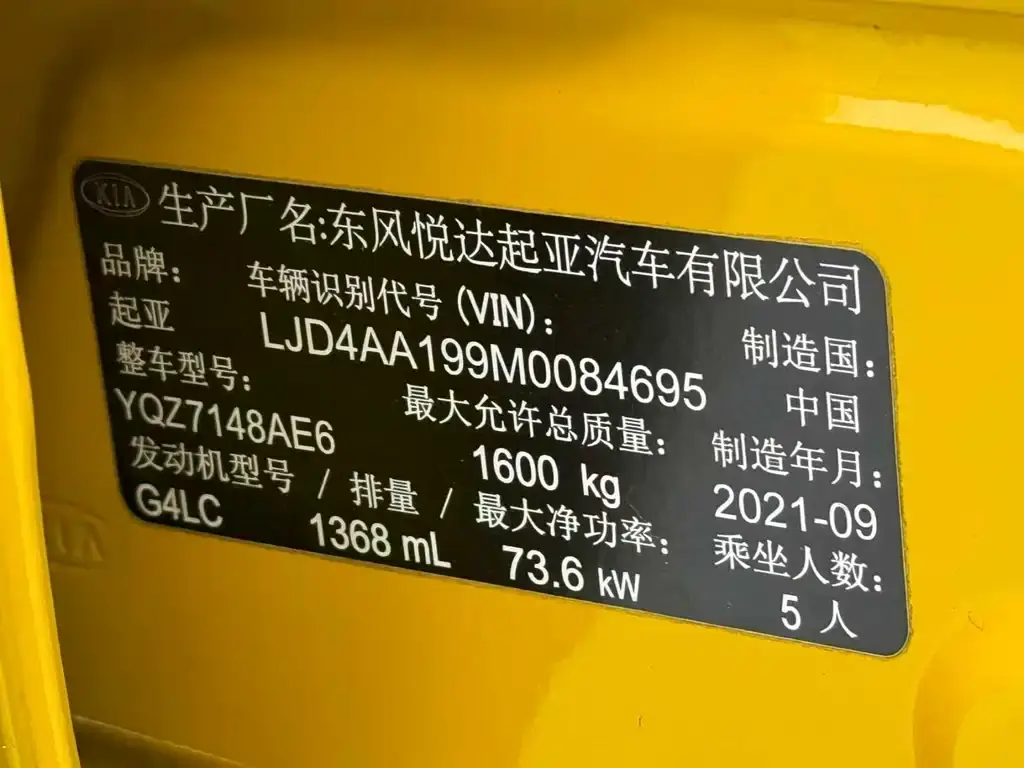 KIA 生产厂名:东风悦达起亚汽车有限公司
品牌: 车辆识别代号(VIN): 制造国:
起亚 LJD4AA199M0084695 中国
整车型号: 最大允许总质量: 制造年月:
YQZ7148AE6 1600 kg 2021-09
发动机型号 / 排量 / 最大净功率: 乘坐人数:
G4LC 1368 mL 73.6 kW 5 人